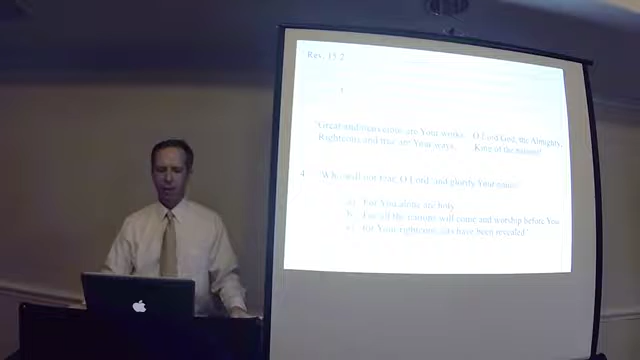 Rev. 15:2
"Great and marvelous are Your works, O Lord God, the Almighty;
Righteous and true are Your ways, King of the nations!
4 Who will not fear, O Lord, and glorify Your name?
a) For You alone are holy
b) For all the nations will come and worship before You
c) for Your righteous acts have been revealed"